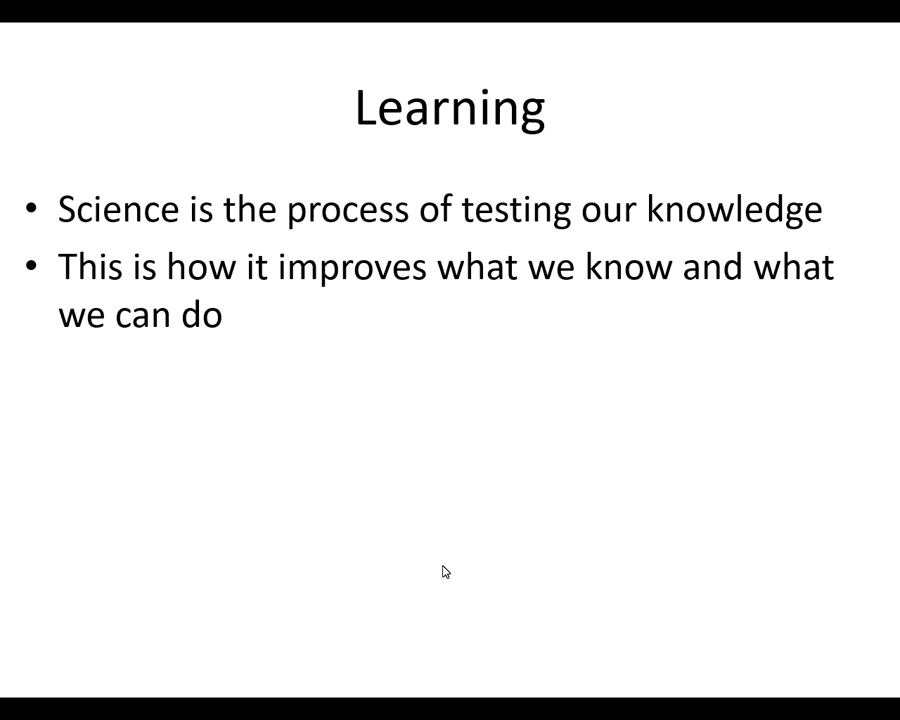 Learning
• Science is the process of testing our knowledge
• This is how it improves what we know and what
we can do